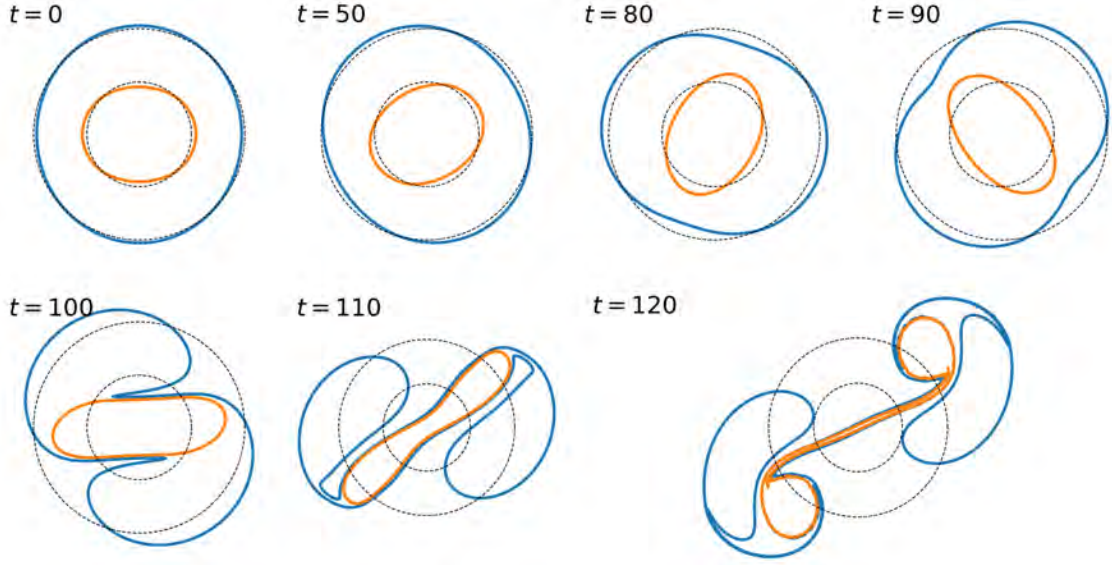 t = 0
t = 50
t = 80
t = 90
t = 100
t = 110
t = 120